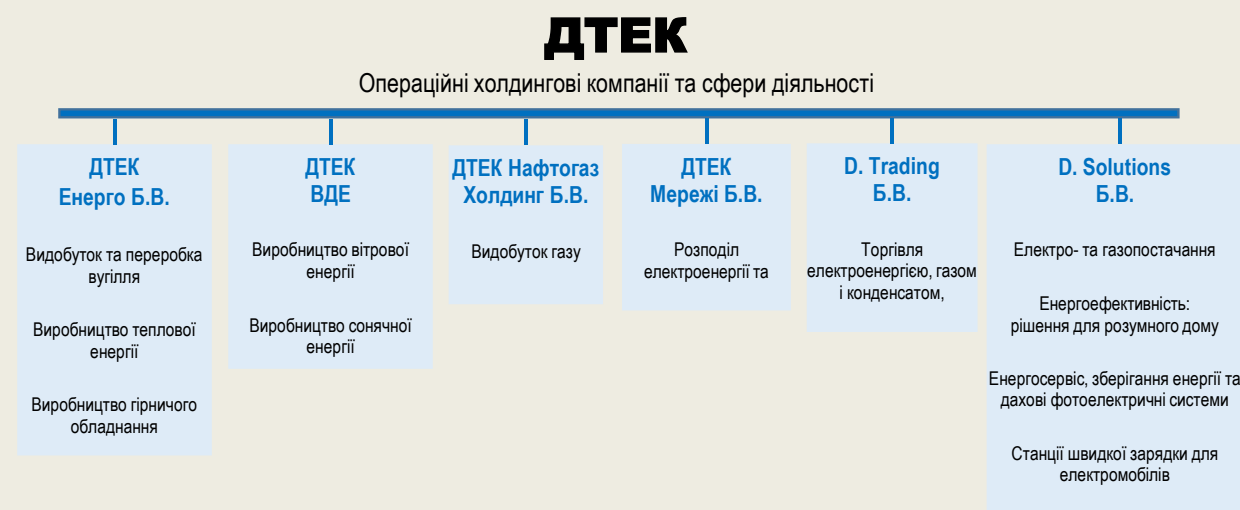 ДТЕК
Операційні холдингові компанії та сфери діяльності
ДТЕК
Енерго Б.В.
Видобуток та переробка
вугілля
Виробництво теплової
енергії
Виробництво гірничого
обладнання
ДТЕК
ВДЕ
Виробництво вітрової
енергії
Виробництво сонячної
енергії
ДТЕК Нафтогаз
Холдинг Б.В.
Видобуток газу
ДТЕК
Мережі Б.В.
Розподіл
електроенергії та
D. Trading
Б.В.
Торгівля
електроенергією, газом
і конденсатом,
D. Solutions
Б.В.
Електро- та газопостачання
Енергоефективність:
рішення для розумного дому
Енергосервіс, зберігання енергії та
дахові фотоелектричні системи
Станції швидкої зарядки для
електромобілів